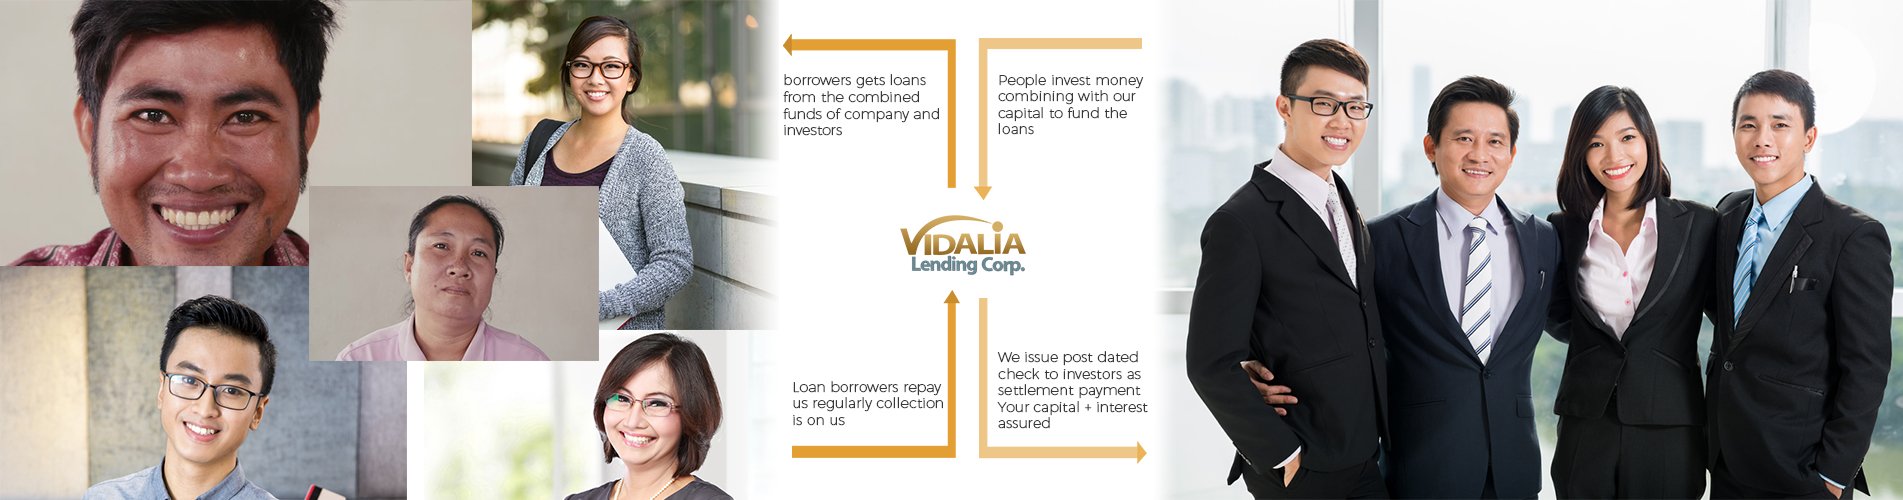 borrowers gets loans
from the combined
funds of company and
investors
People invest money
combining with our
capital to fund the
loans
VIDALIA
Lending Corp.
Loan borrowers repay
us regularly collection
is on us
We issue post dated
check to investors as
settlement payment
Your capital + interest
assured